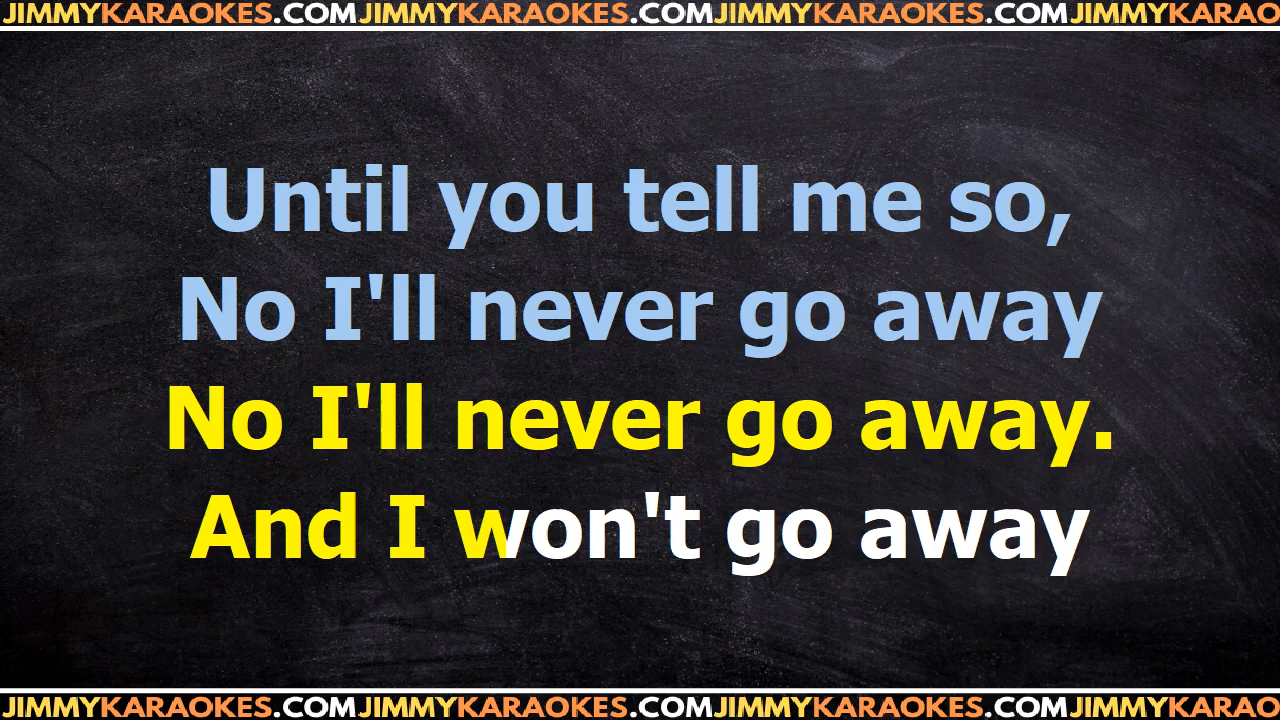 JIMMYKARAOKES.COMJIMMYKARAOKES.COMJIMMYKARAOKES.COMJIMMYKARAO
Until you tell me so,
No I'll never go away
No I'll never go away.
And I won't go away
JIMMYKARAOKES.COMJIMMYKARAOKES.COMJIMMYKARAOKES.COMJIMMYKARAO